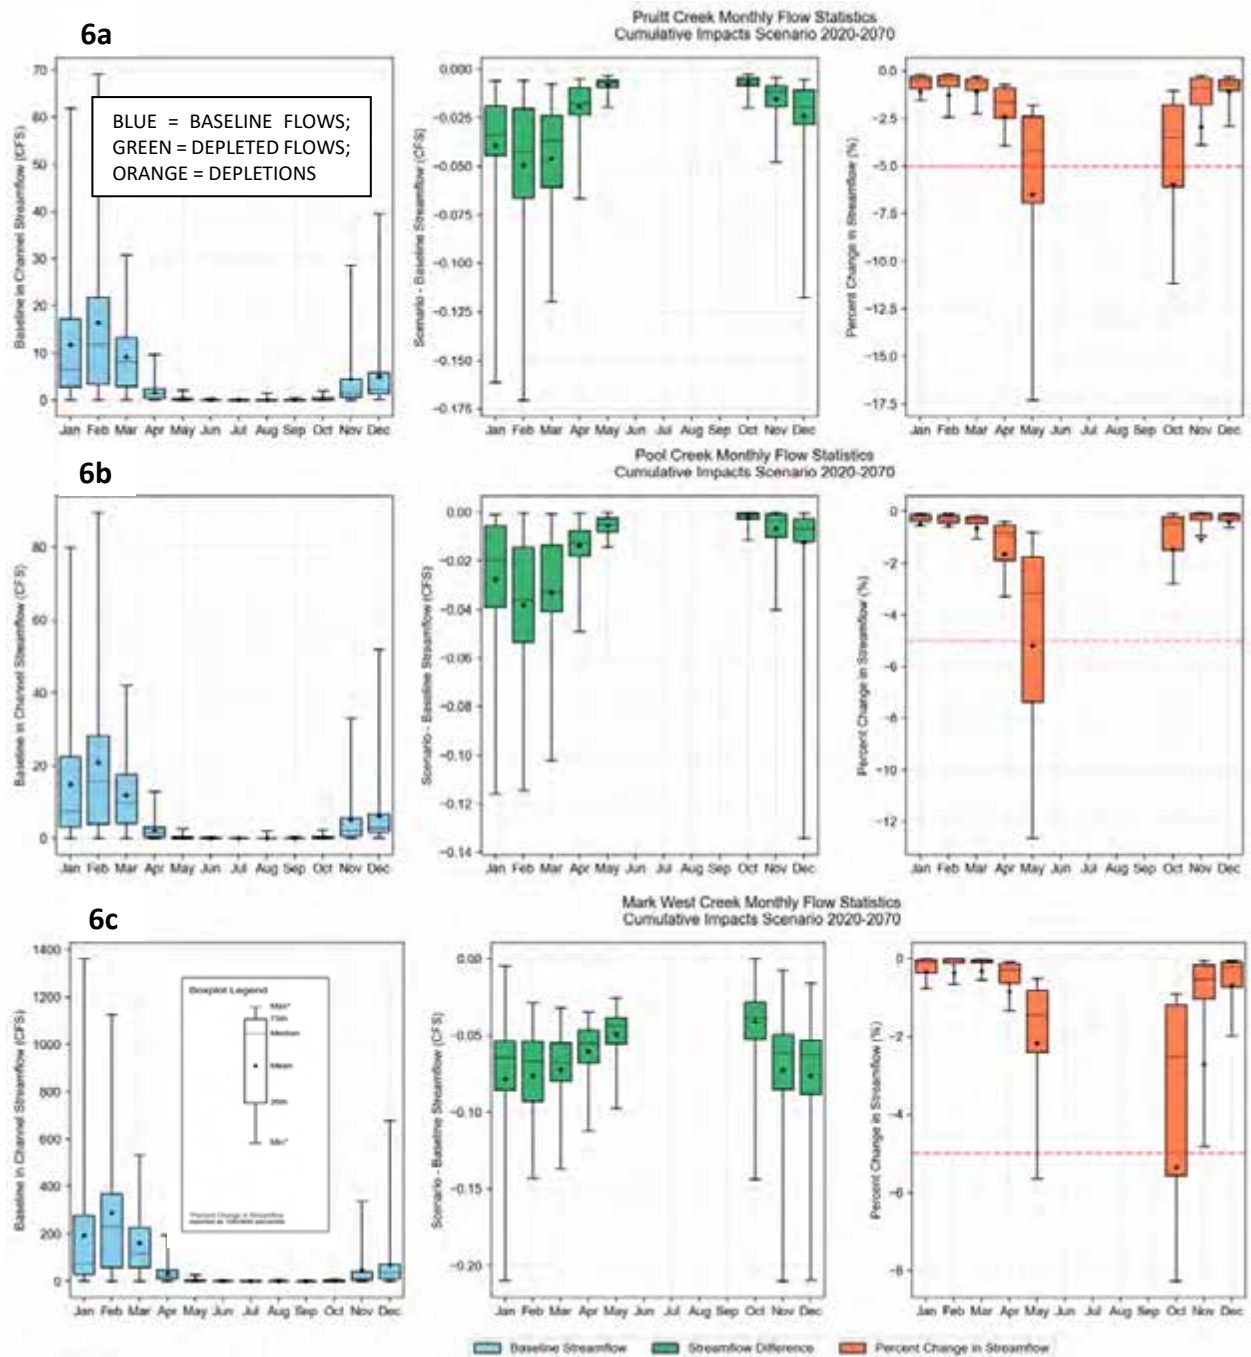 Pruitt Creek Monthly Flow Statistics
Cumulative Impacts Scenario 2020-2070
6a
BLUE = BASELINE FLOWS;
GREEN = DEPLETED FLOWS;
ORANGE = DEPLETIONS
Baseline in Channel Streamflow (CFS)
70
60
50
40
30
20
10
0
Jan Feb Mar Apr May Jun Jul Aug Sep Oct Nov Dec
Scenario - Baseline Streamflow (CFS)
0.000
−0.025
−0.050
−0.075
−0.100
−0.125
−0.150
−0.175
Jan Feb Mar Apr May Jun Jul Aug Sep Oct Nov Dec
Percent Change in Streamflow (%)
0.0
−2.5
−5.0
−7.5
−10.0
−12.5
−15.0
−17.5
Jan Feb Mar Apr May Jun Jul Aug Sep Oct Nov Dec
Pool Creek Monthly Flow Statistics
Cumulative Impacts Scenario 2020-2070
6b
Baseline in Channel Streamflow (CFS)
80
60
40
20
0
Jan Feb Mar Apr May Jun Jul Aug Sep Oct Nov Dec
Scenario - Baseline Streamflow (CFS)
0.00
−0.02
−0.04
−0.06
−0.08
−0.10
−0.12
−0.14
Jan Feb Mar Apr May Jun Jul Aug Sep Oct Nov Dec
Percent Change in Streamflow (%)
0
−2
−4
−6
−8
−10
−12
Jan Feb Mar Apr May Jun Jul Aug Sep Oct Nov Dec
Mark West Creek Monthly Flow Statistics
Cumulative Impacts Scenario 2020-2070
6c
Baseline in Channel Streamflow (CFS)
1400
1200
1000
800
600
400
200
0
Boxplot Legend
Max*
75th
Median
Mean
25th
Min*
*Percent Change in Streamflow
reported as
percentile
Jan Feb Mar Apr May Jun Jul Aug Sep Oct Nov Dec
Scenario - Baseline Streamflow (CFS)
0.00
−0.05
−0.10
−0.15
−0.20
Jan Feb Mar Apr May Jun Jul Aug Sep Oct Nov Dec
Percent Change in Streamflow (%)
0
−2
−4
−6
−8
Jan Feb Mar Apr May Jun Jul Aug Sep Oct Nov Dec
Baseline Streamflow
Streamflow Difference
Percent Change in Streamflow